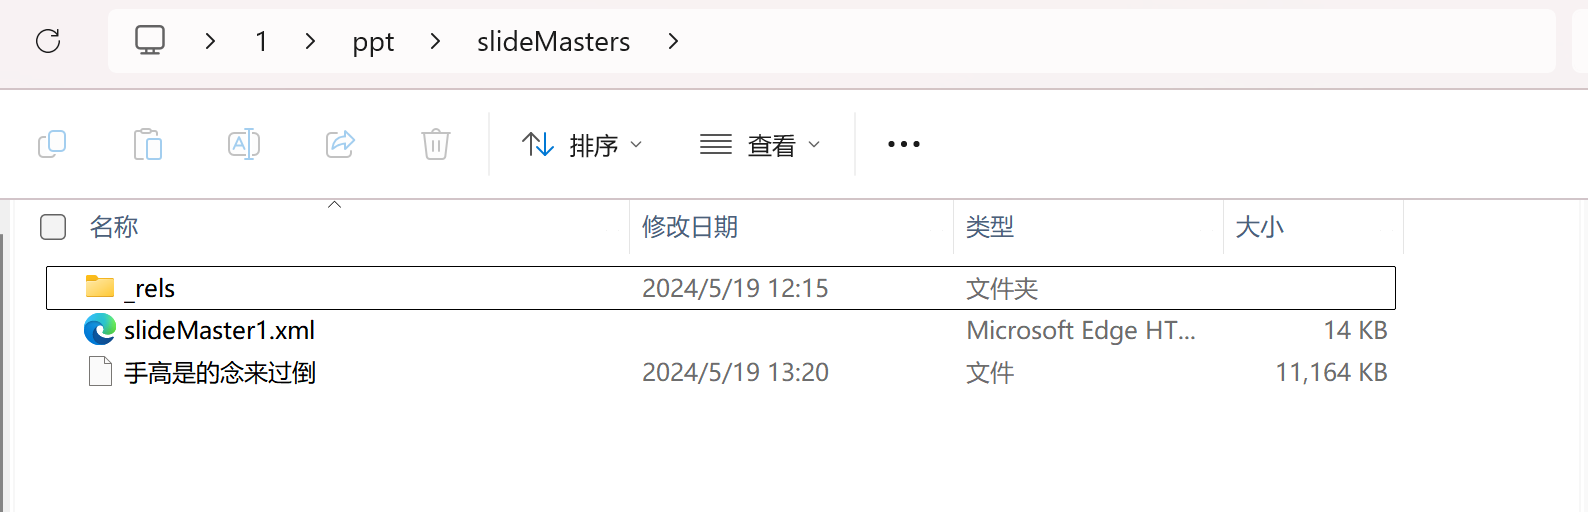 1 ppt slideMasters
排序 查看
名称 修改日期 类型 大小
_rels 2024/5/19 12:15 文件夹
slideMaster1.xml Microsoft Edge HT... 14 KB
手高是的念来过倒 2024/5/19 13:20 文件 11,164 KB